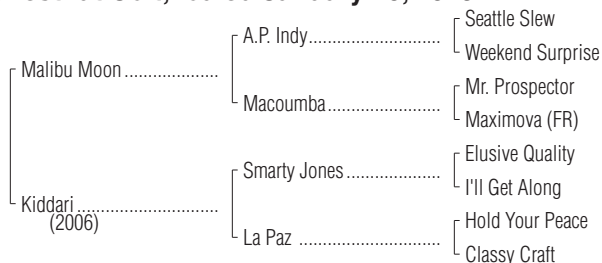 Seattle Slew
A.P. Indy
Weekend Surprise
Malibu Moon
Mr. Prospector
Macoumba
Maximova (FR)
Elusive Quality
Smarty Jones
I'll Get Along
Kiddari
(2006)
Hold Your Peace
La Paz
Classy Craft